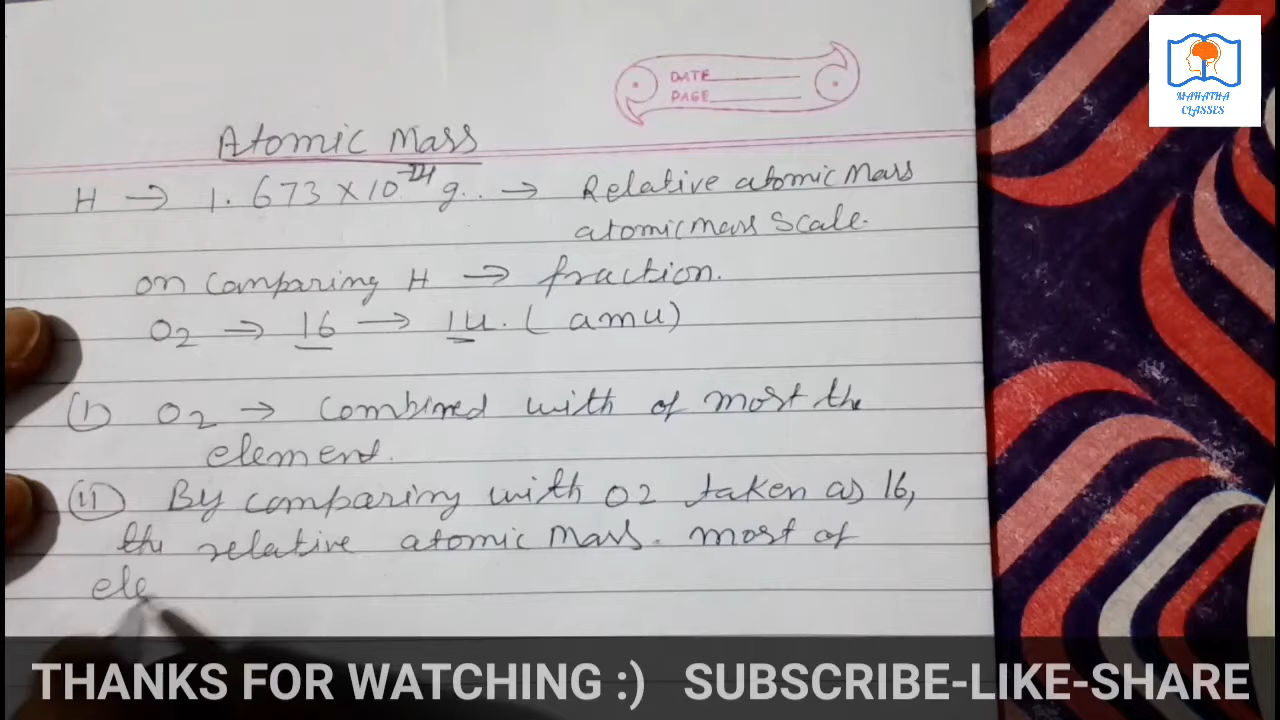 MAHATHA
CLASSES
DATE
PAGE
Atomic Mass
H → 1.673 × 10⁻²⁴ g.. → Relative atomic Mass
atomic mass scale.
on comparing H → fraction.
O₂ → 16 → 1u. (amu)
(I) O₂ → combined with of most the
element.
(II) By comparing with O2 taken as 16,
the relative atomic Mass. most of
ele
THANKS FOR WATCHING :) SUBSCRIBE-LIKE-SHARE